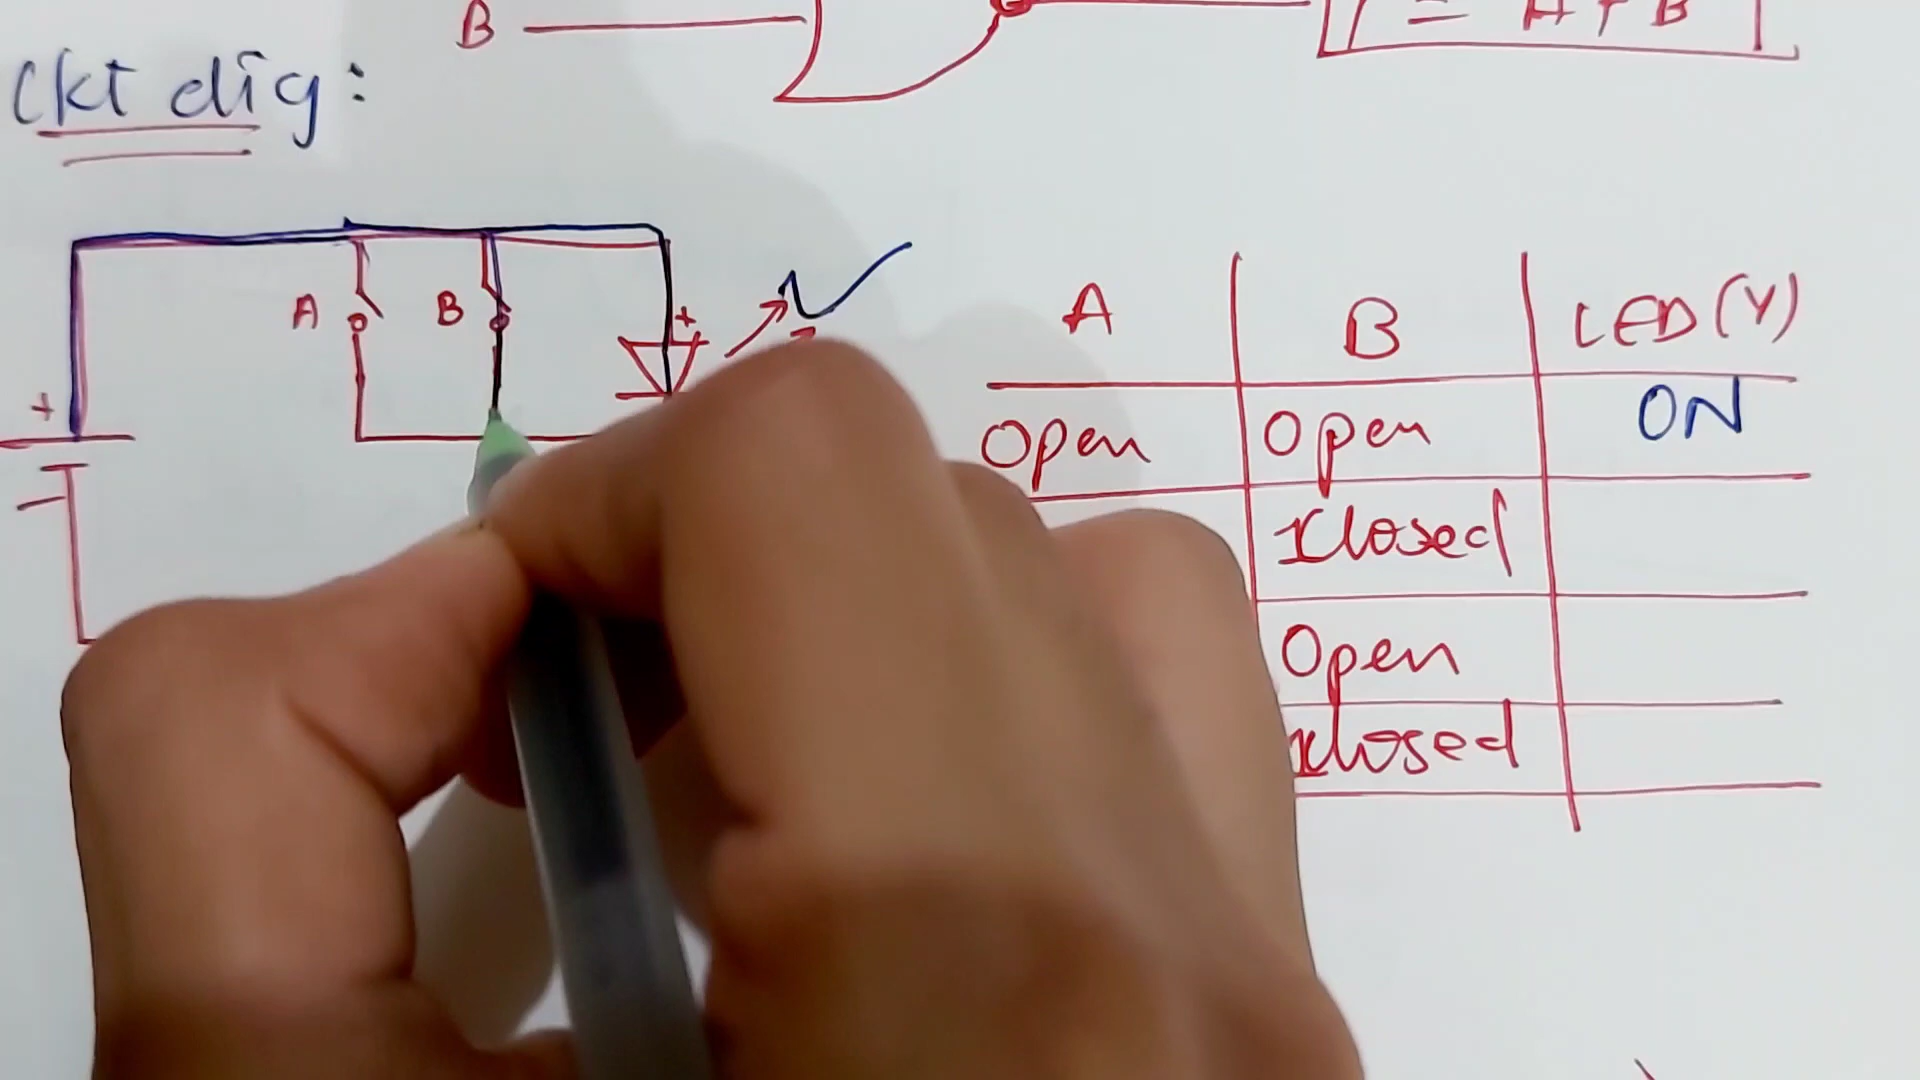 B
= A + B
Ckt dig:
A B +
+
−
A B LED (Y)
Open Open ON
Closed
Open
Closed